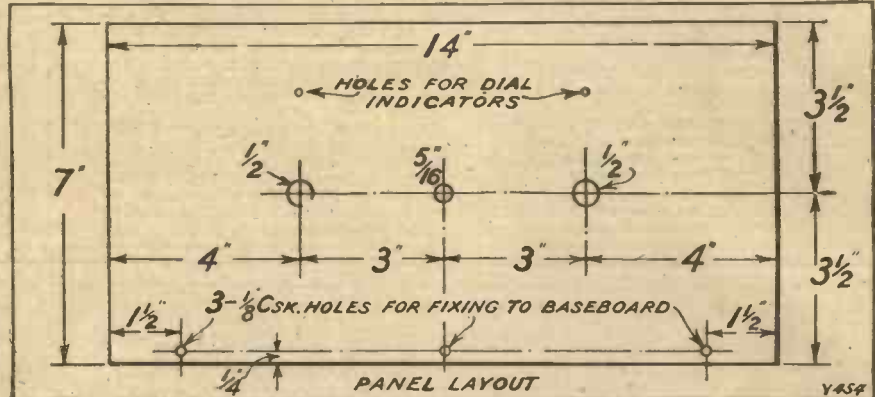 14"
HOLES FOR DIAL
INDICATORS
3½"
½"
5/16"
½"
7"
4"
3"
3"
4"
3½"
3-⅛ CSK. HOLES FOR FIXING TO BASEBOARD
1½"
1½"
¼"
PANEL LAYOUT
Y454